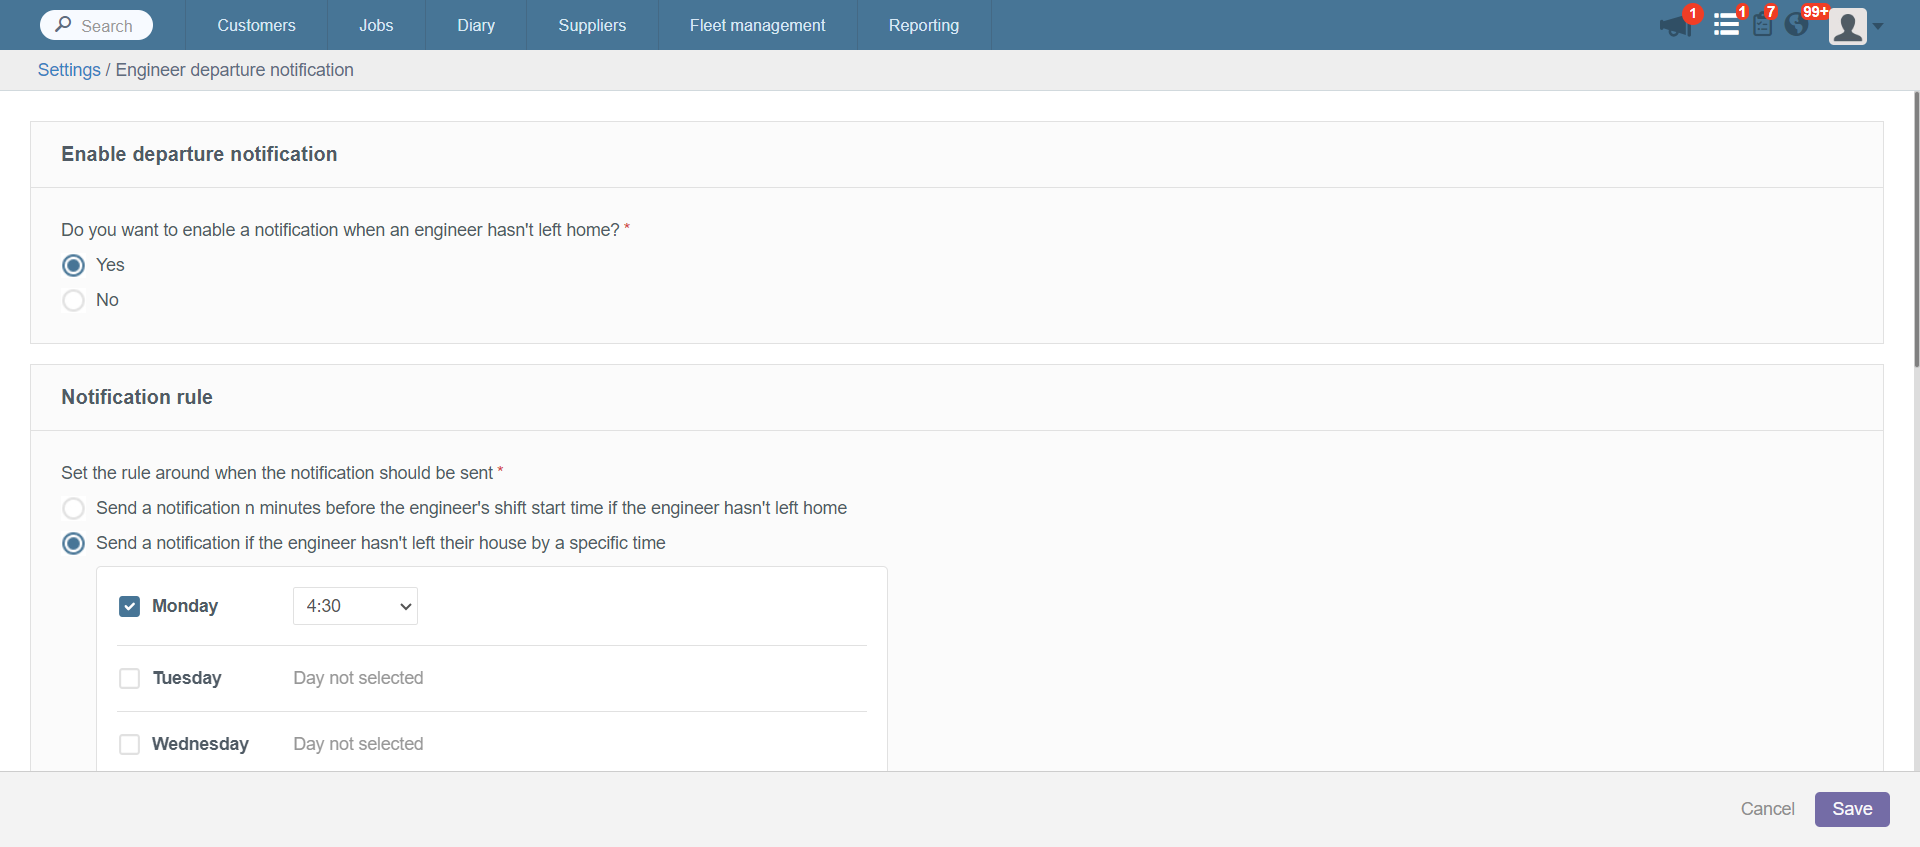 Search
Customers
Jobs
Diary
Suppliers
Fleet management
Reporting
1
1
7
99+
Settings / Engineer departure notification
Enable departure notification
Do you want to enable a notification when an engineer hasn't left home? *
Yes
No
Notification rule
Set the rule around when the notification should be sent *
Send a notification n minutes before the engineer's shift start time if the engineer hasn't left home
Send a notification if the engineer hasn't left their house by a specific time
Monday 4:30
Tuesday Day not selected
Wednesday Day not selected
Cancel Save